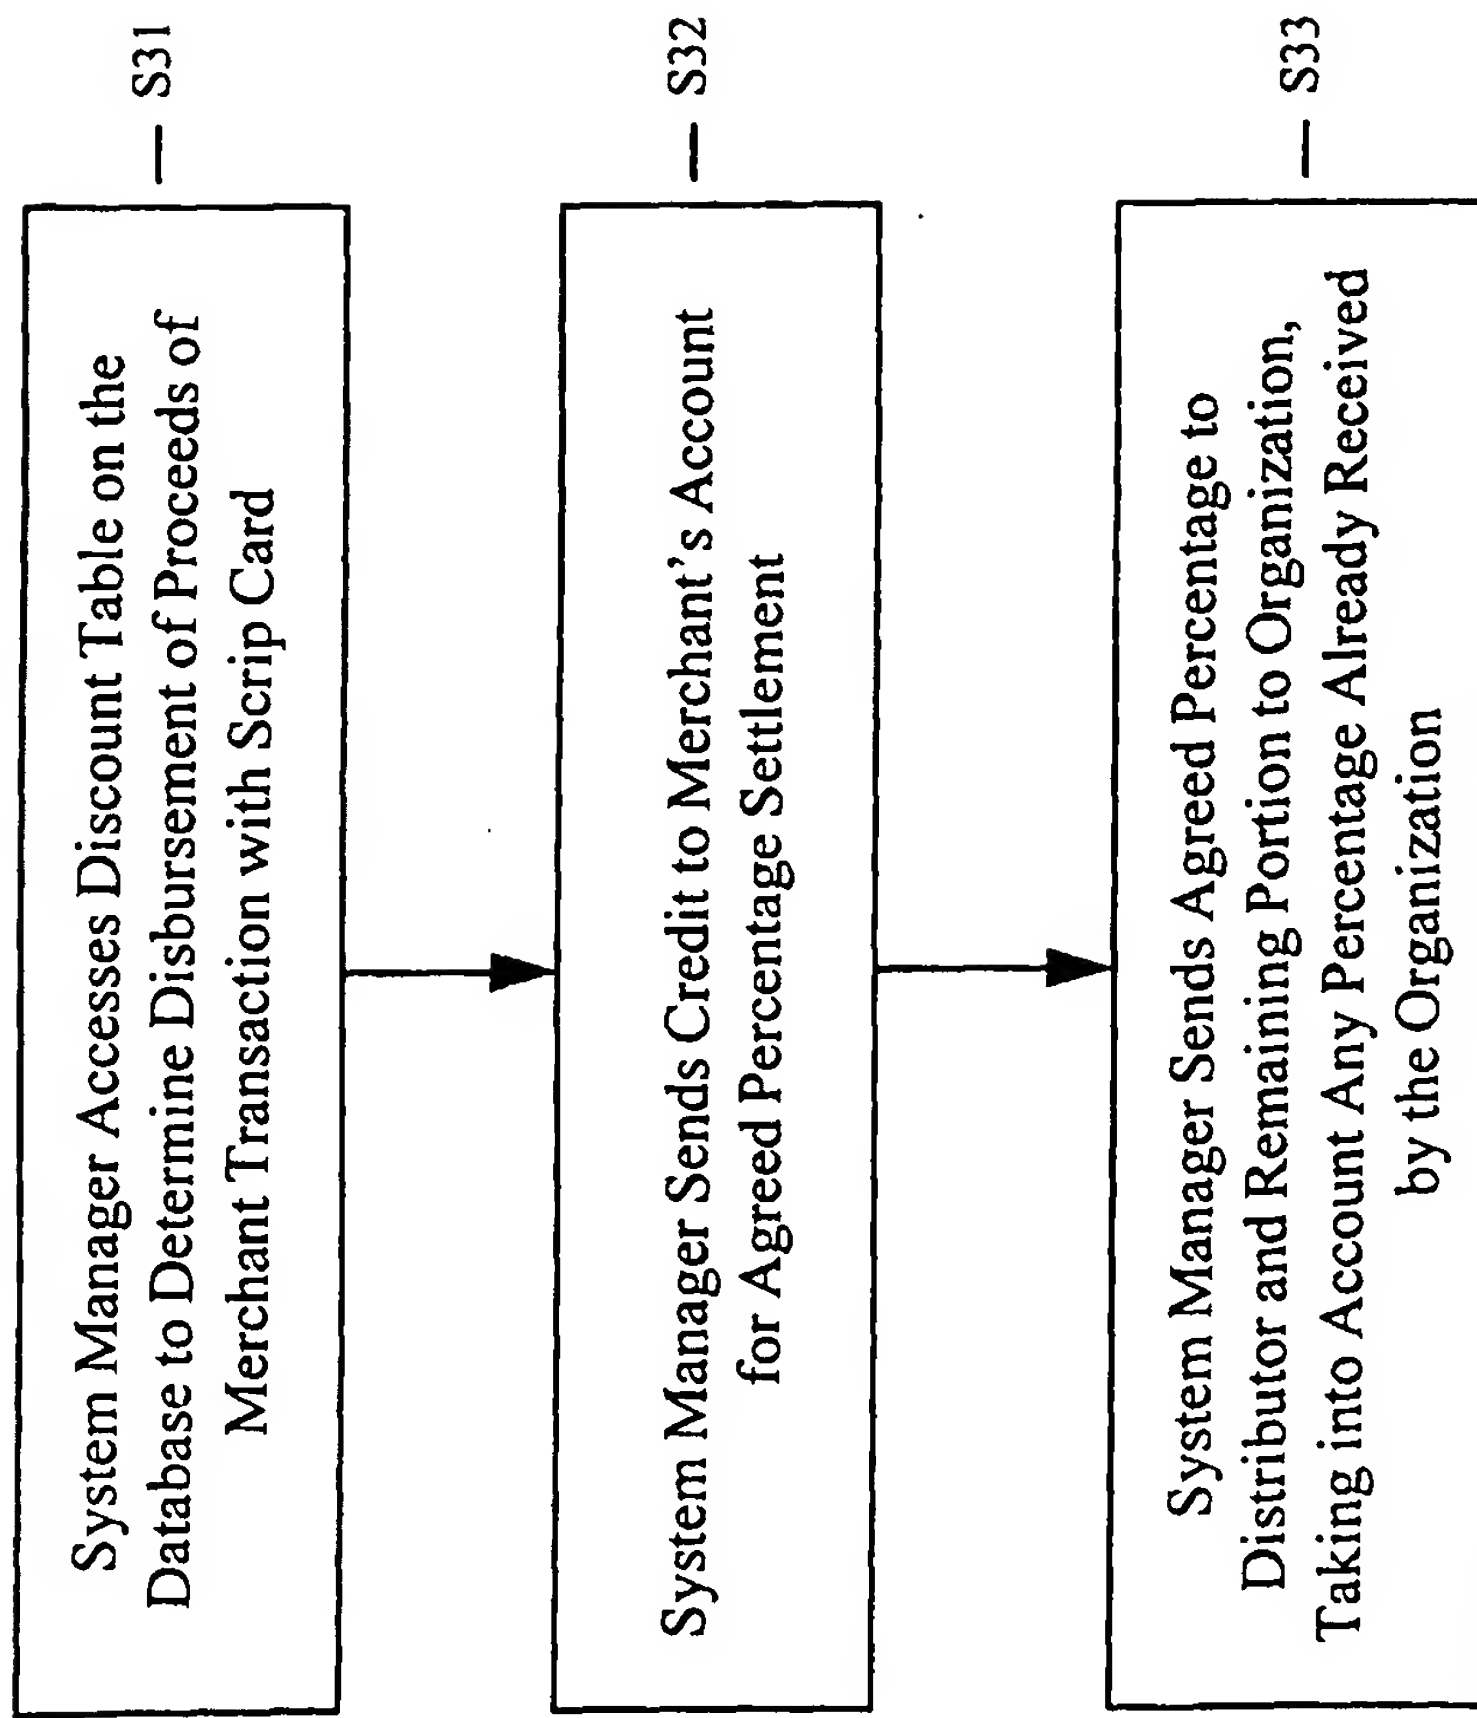 System Manager Accesses Discount Table on the
Database to Determine Disbursement of Proceeds of
Merchant Transaction with Scrip Card
S31
System Manager Sends Credit to Merchant's Account
for Agreed Percentage Settlement
S32
System Manager Sends Agreed Percentage to
Distributor and Remaining Portion to Organization,
Taking into Account Any Percentage Already Received
by the Organization
S33